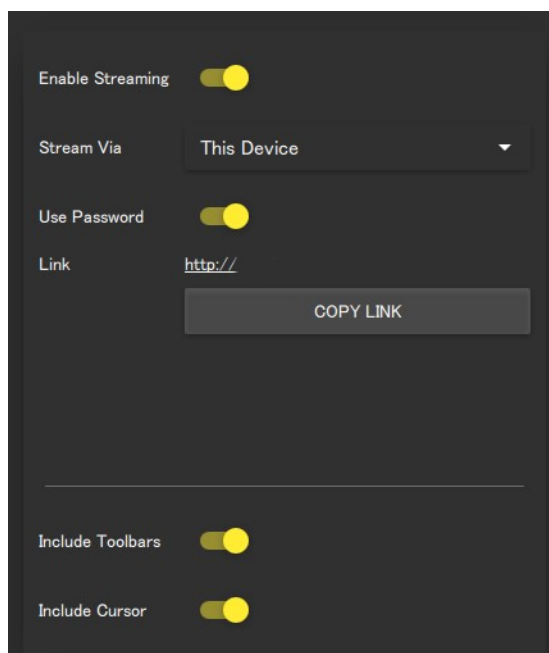 Enable Streaming
Stream Via This Device
Use Password
Link http://
COPY LINK
Include Toolbars
Include Cursor